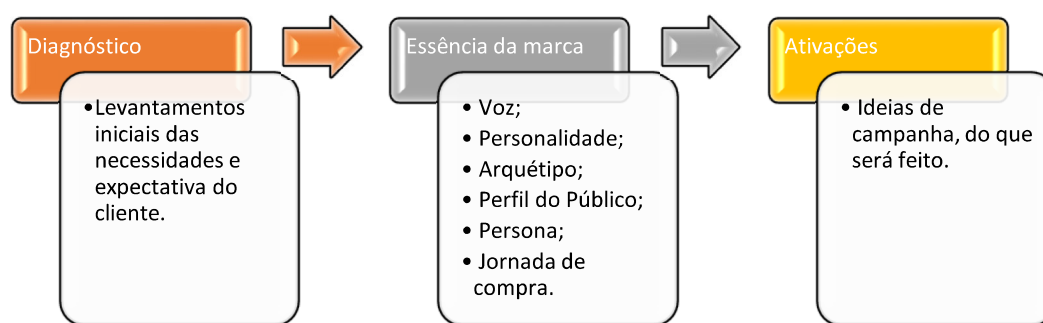 Diagnóstico
•Levantamentos
iniciais das
necessidades e
expectativa do
cliente.
Essência da marca
• Voz;
• Personalidade;
• Arquétipo;
• Perfil do Público;
• Persona;
• Jornada de
compra.
Ativações
• Ideias de
campanha, do que
será feito.